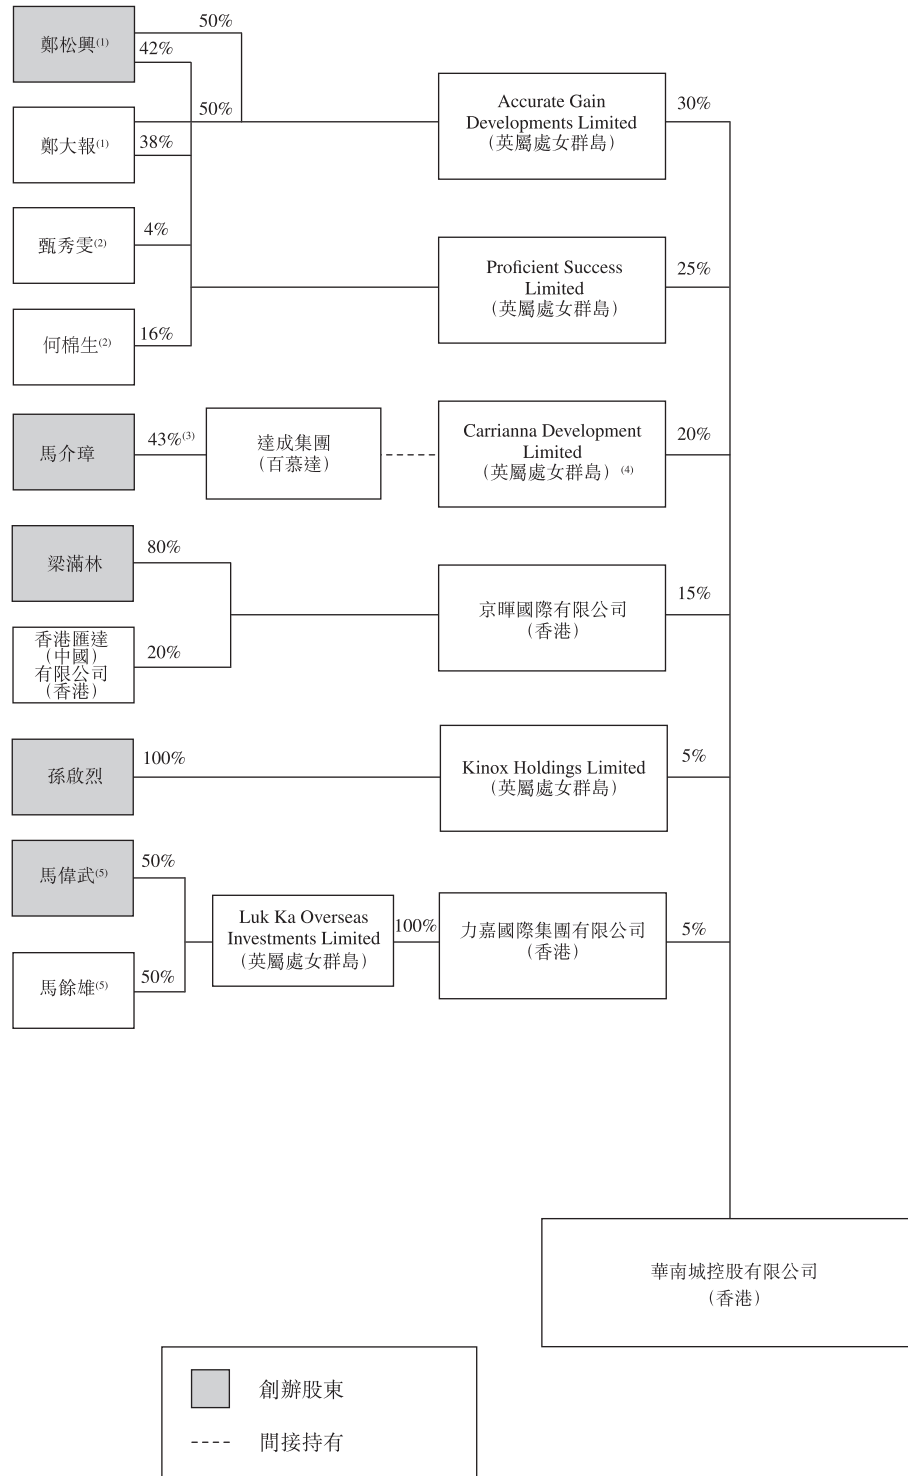 50%
鄭松興(1)
42%
50%
鄭大報(1)
38%
Accurate Gain
Developments Limited
(英屬處女群島)
30%
甄秀雯(2)
4%
Proficient Success
Limited
(英屬處女群島)
25%
何棉生(2)
16%
馬介璋
43%(3)
達成集團
(百慕達)
Carrianna Development
Limited
(英屬處女群島)(4)
20%
梁滿林
80%
京暉國際有限公司
(香港)
15%
香港匯達
(中國)
有限公司
(香港)
20%
孫啟烈
100%
Kinox Holdings Limited
(英屬處女群島)
5%
馬偉武(5)
50%
Luk Ka Overseas
Investments Limited
(英屬處女群島)
100%
力嘉國際集團有限公司
(香港)
5%
馬餘雄(5)
50%
華南城控股有限公司
(香港)
創辦股東
間接持有